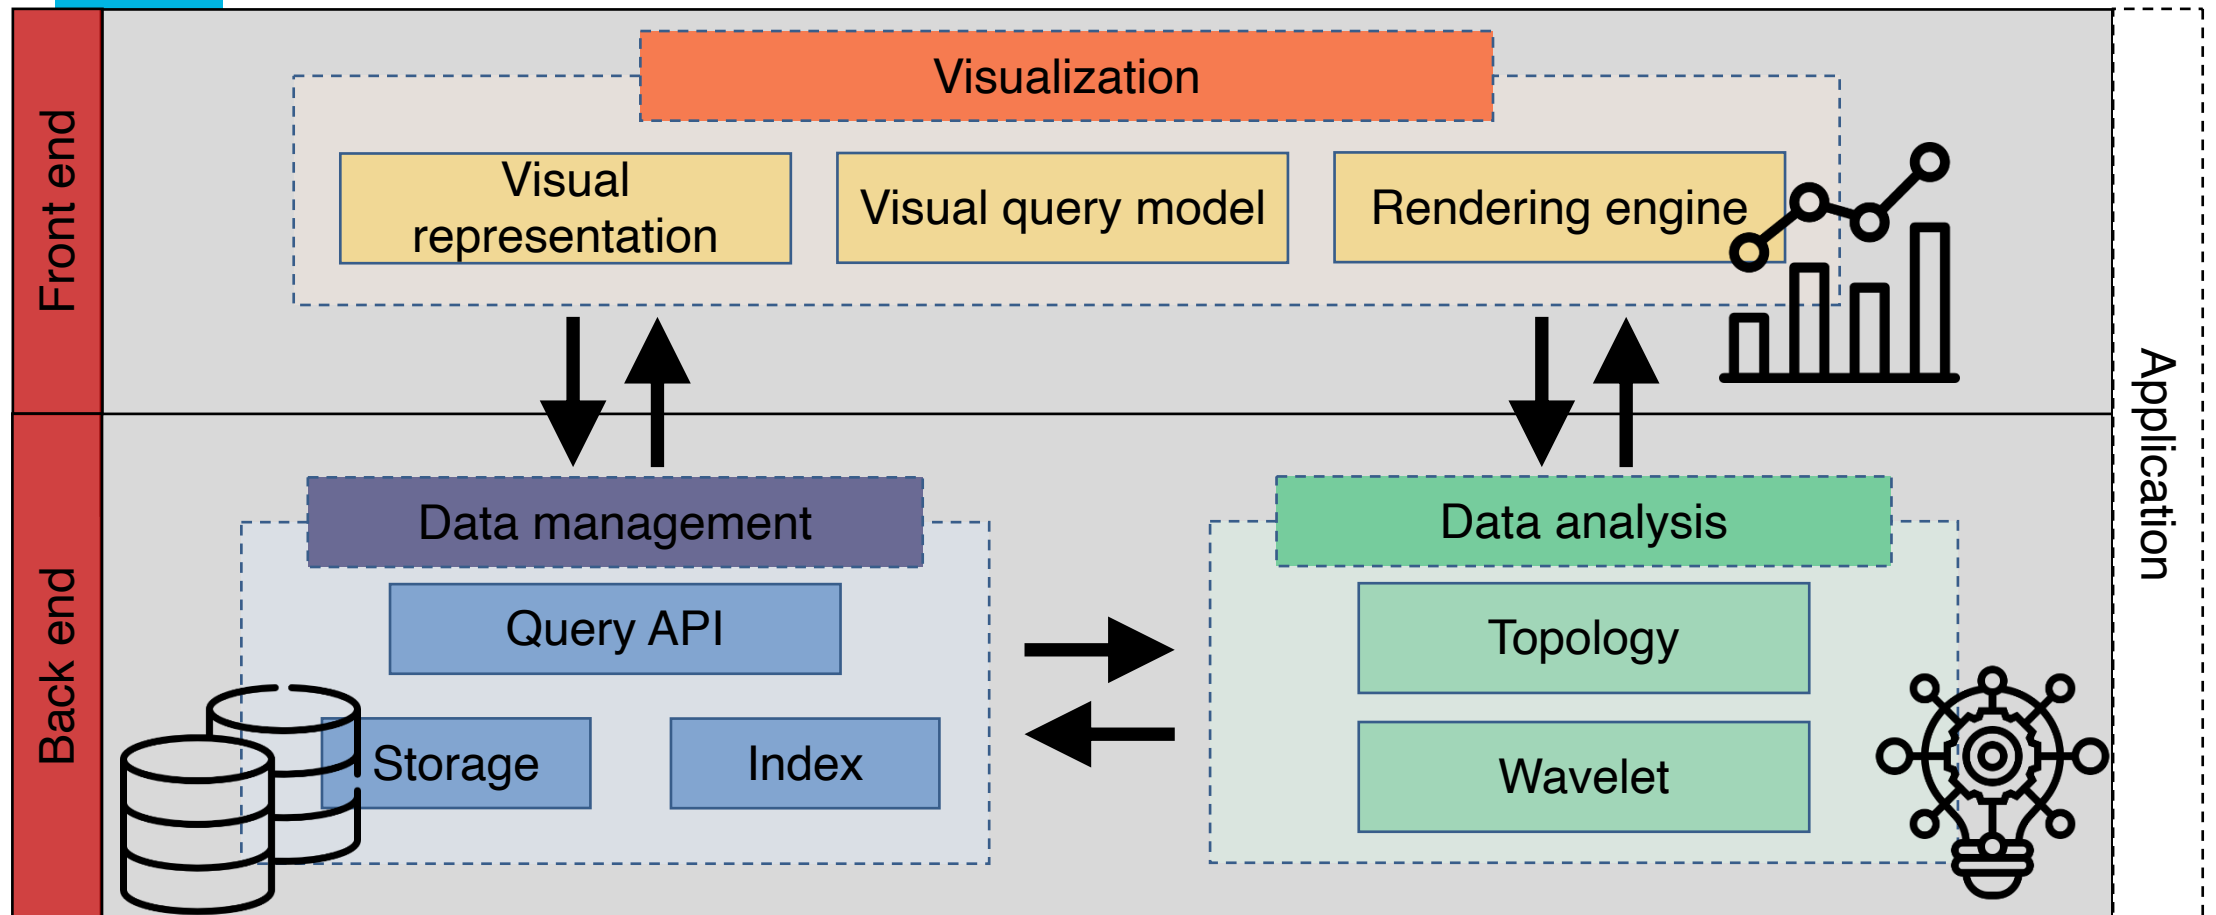 Front end
Visualization
Visual
representation
Visual query model
Rendering engine
Application
Back end
Data management
Query API
Storage
Index
Data analysis
Topology
Wavelet